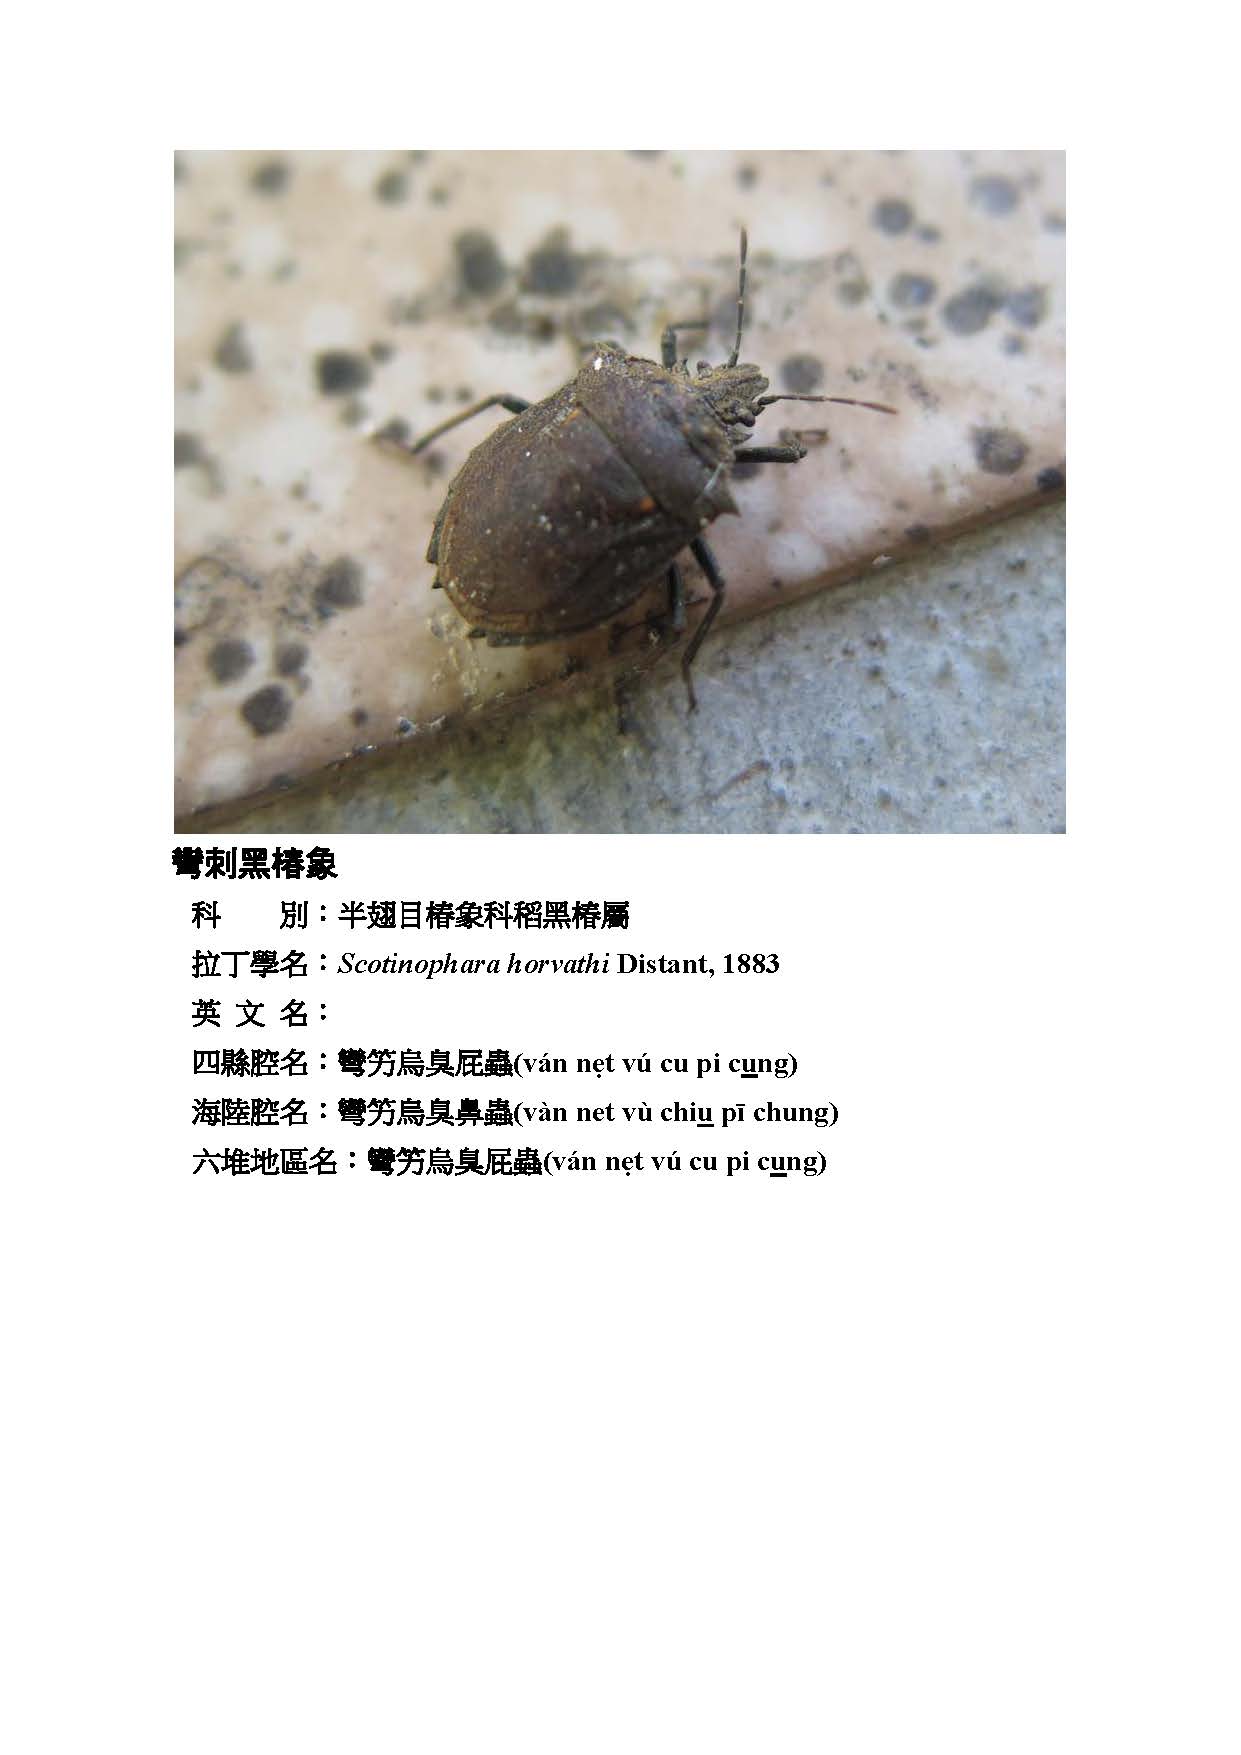 彎刺黑椿象
科　　別：半翅目椿象科稻黑椿屬
拉丁學名：Scotinophara horvathi Distant, 1883
英 文 名：
四縣腔名：彎竻烏臭屁蟲(ván nẹt vú cu pi cung)
海陸腔名：彎竻烏臭鼻蟲(vàn net vù chiu pī chung)
六堆地區名：彎竻烏臭屁蟲(ván nẹt vú cu pi cung)